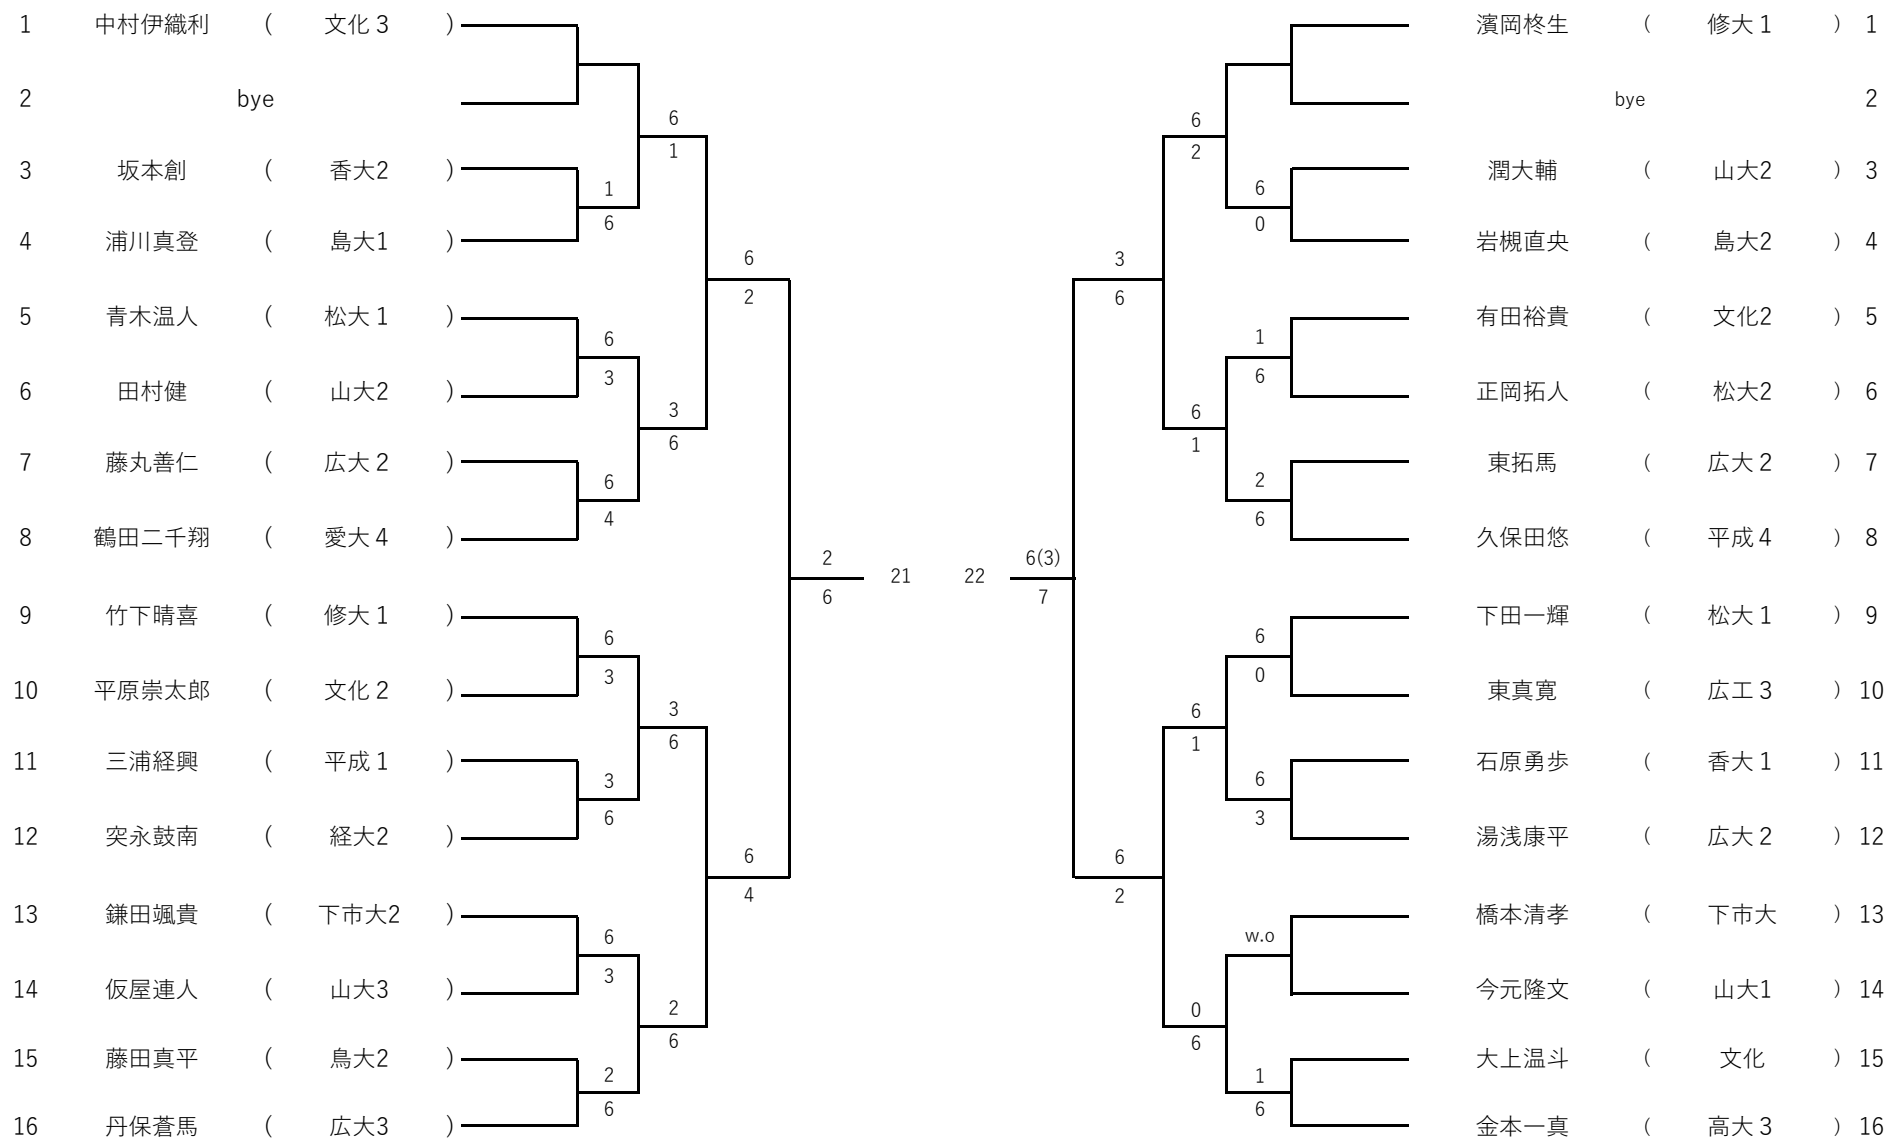 1 中村伊織利 ( 文化 3 ) 濱岡柊生 ( 修大 1 ) 1
2 bye bye 2
6 6
1 2
3 坂本創 ( 香大2 ) 潤大輔 ( 山大2 ) 3
1 6
6 0
4 浦川真登 ( 島大1 ) 岩槻直央 ( 島大2 ) 4
6 3
2 6
5 青木温人 ( 松大 1 ) 有田裕貴 ( 文化2 ) 5
6 1
3 6
6 田村健 ( 山大2 ) 正岡拓人 ( 松大2 ) 6
3 6
6 1
7 藤丸善仁 ( 広大 2 ) 東拓馬 ( 広大 2 ) 7
6 2
4 6
8 鶴田二千翔 ( 愛大 4 ) 久保田悠 ( 平成 4 ) 8
2 6(3)
21 22
6 7
9 竹下晴喜 ( 修大 1 ) 下田一輝 ( 松大 1 ) 9
6 6
3 0
10 平原崇太郎 ( 文化 2 ) 東真寛 ( 広工 3 ) 10
3 6
6 1
11 三浦経興 ( 平成 1 ) 石原勇歩 ( 香大 1 ) 11
3 6
6 3
12 突永鼓南 ( 経大2 ) 湯浅康平 ( 広大 2 ) 12
6 6
4 2
13 鎌田颯貴 ( 下市大2 ) 橋本清孝 ( 下市大 ) 13
6 w.o
3
14 仮屋連人 ( 山大3 ) 今元隆文 ( 山大1 ) 14
2 0
6 6
15 藤田真平 ( 鳥大2 ) 大上温斗 ( 文化 ) 15
2 1
6 6
16 丹保蒼馬 ( 広大3 ) 金本一真 ( 高大 3 ) 16